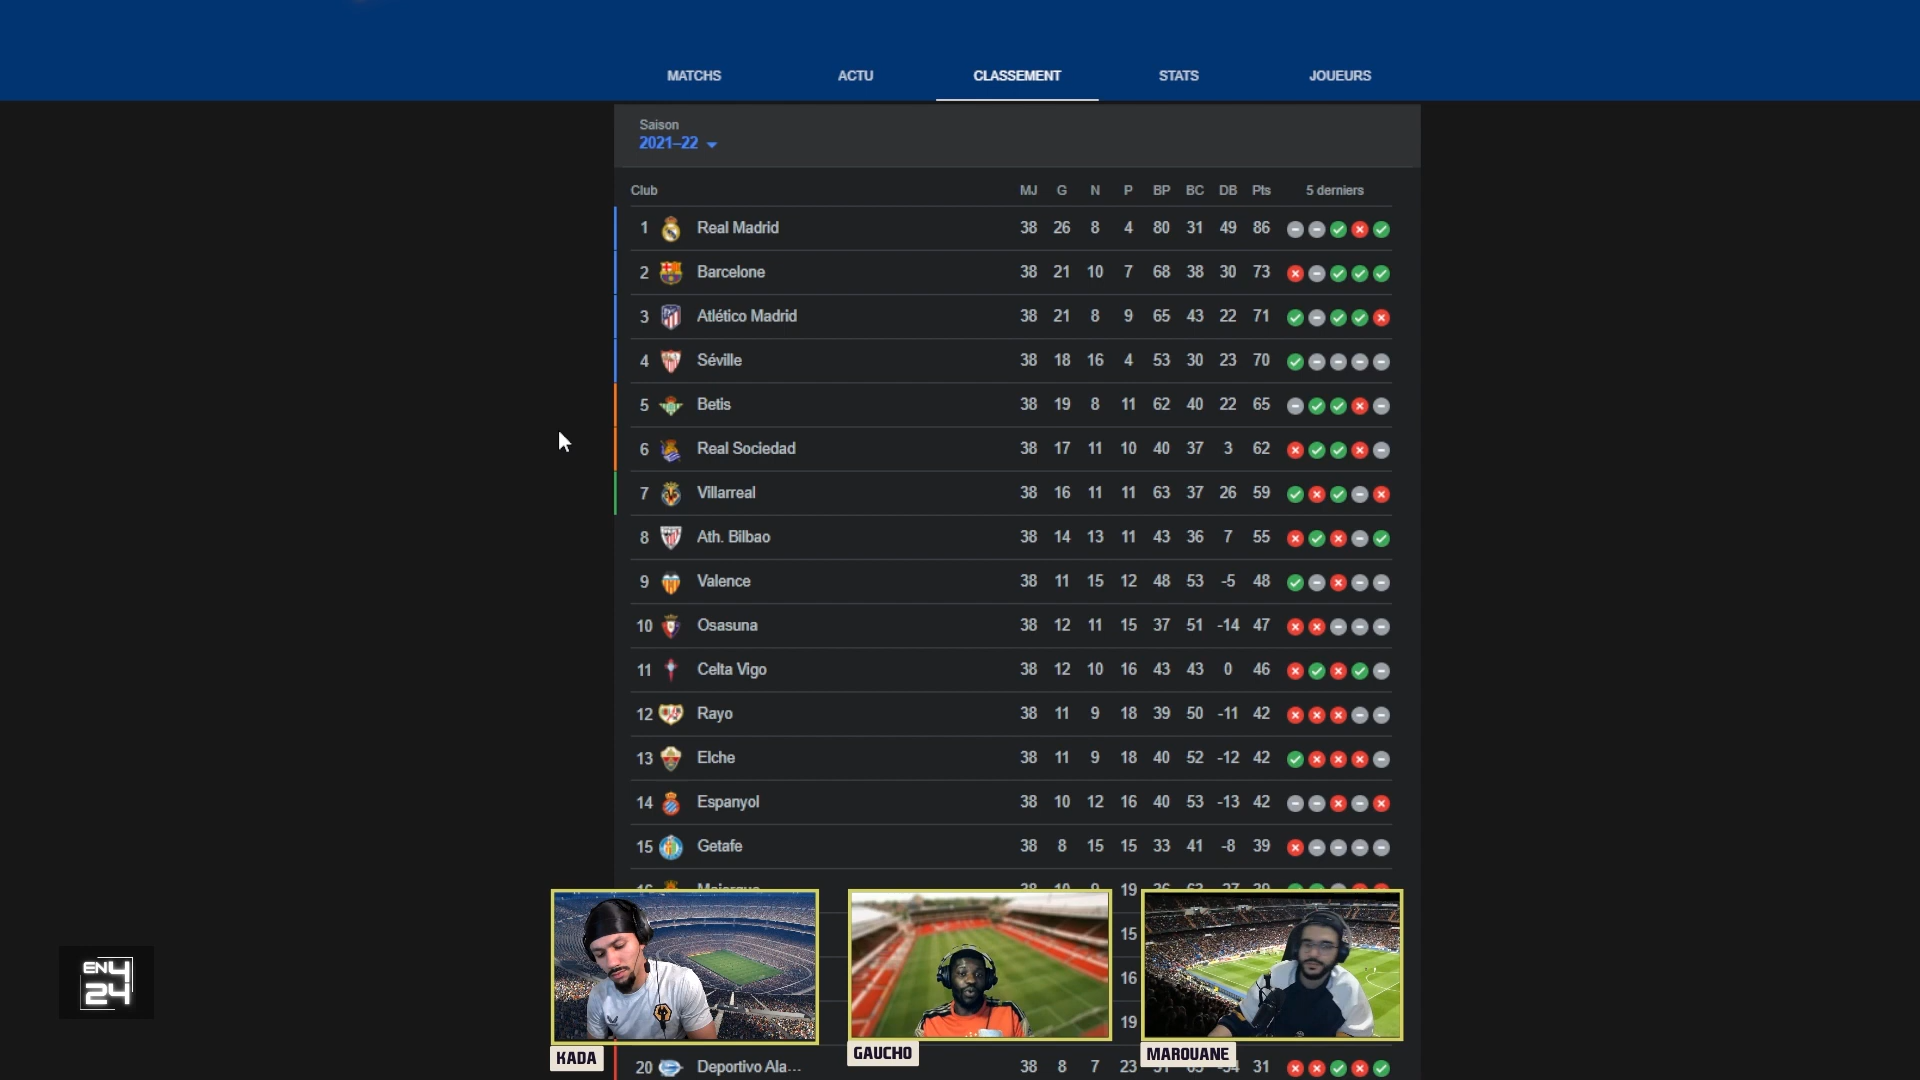 MATCHS ACTU CLASSEMENT STATS JOUEURS
Saison
2021–22
Club MJ G N P BP BC DB Pts 5 derniers
1 Real Madrid 38 26 8 4 80 31 49 86
2 Barcelone 38 21 10 7 68 38 30 73
3 Atlético Madrid 38 21 8 9 65 43 22 71
4 Séville 38 18 16 4 53 30 23 70
5 Betis 38 19 8 11 62 40 22 65
6 Real Sociedad 38 17 11 10 40 37 3 62
7 Villarreal 38 16 11 11 63 37 26 59
8 Ath. Bilbao 38 14 13 11 43 36 7 55
9 Valence 38 11 15 12 48 53 -5 48
10 Osasuna 38 12 11 15 37 51 -14 47
11 Celta Vigo 38 12 10 16 43 43 0 46
12 Rayo 38 11 9 18 39 50 -11 42
13 Elche 38 11 9 18 40 52 -12 42
14 Espanyol 38 10 12 16 40 53 -13 42
15 Getafe 38 8 15 15 33 41 -8 39
19
15
16
19
20 Deportivo Ala... 38 8 7 23 31
EN4
24
KADA
GAUCHO
MAROUANE